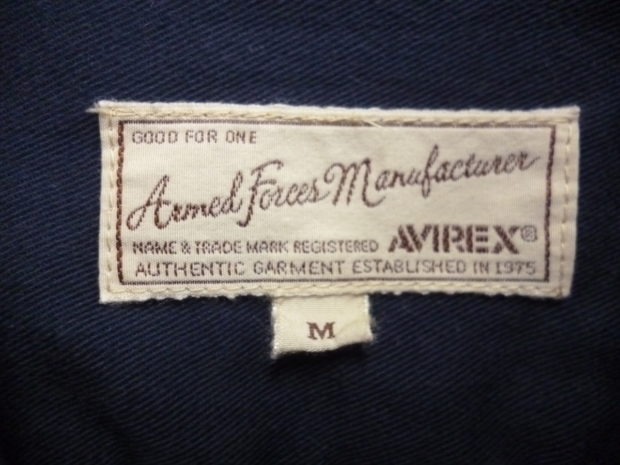 GOOD FOR ONE
Armed Forces Manufacturer
NAME & TRADE MARK REGISTERED AVIREX®
AUTHENTIC GARMENT ESTABLISHED IN 1975
M